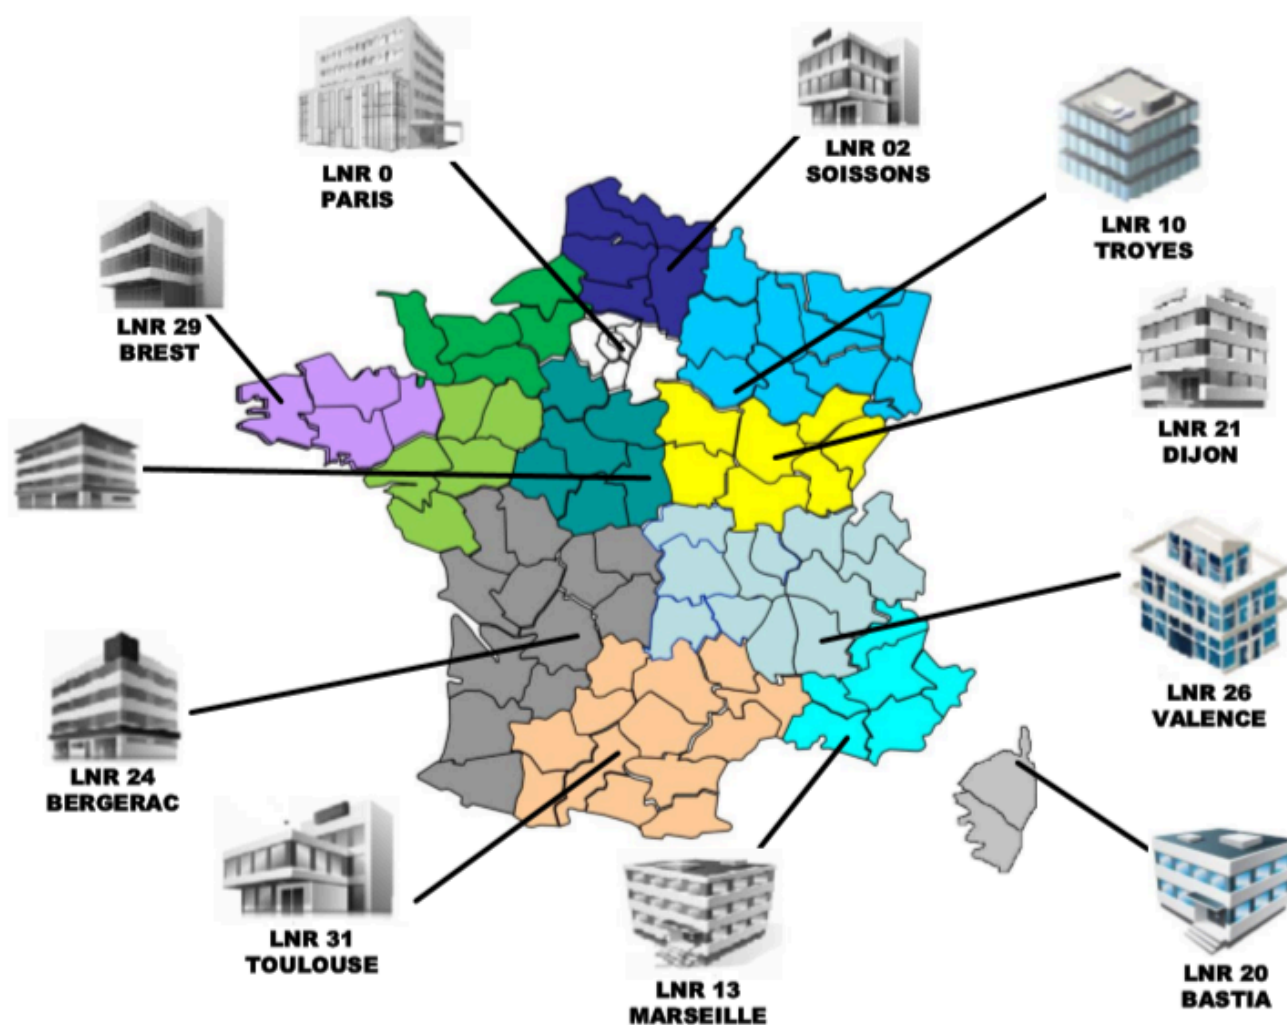 LNR 0
PARIS
LNR 02
SOISSONS
LNR 10
TROYES
LNR 29
BREST
LNR 21
DIJON
LNR 26
VALENCE
LNR 24
BERGERAC
LNR 31
TOULOUSE
LNR 13
MARSEILLE
LNR 20
BASTIA